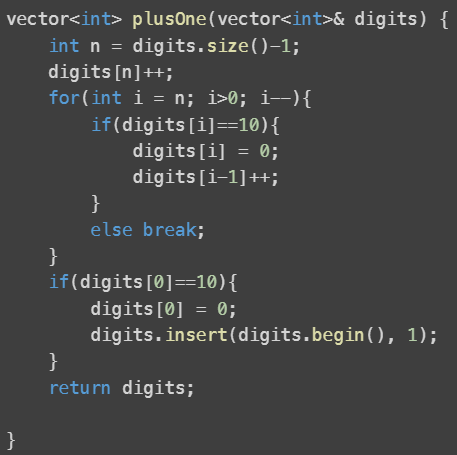 vector<int> plusOne(vector<int>& digits) {
    int n = digits.size()-1;
    digits[n]++;
    for(int i = n; i>0; i--){
        if(digits[i]==10){
            digits[i] = 0;
            digits[i-1]++;
        }
        else break;
    }
    if(digits[0]==10){
        digits[0] = 0;
        digits.insert(digits.begin(), 1);
    }
    return digits;

}